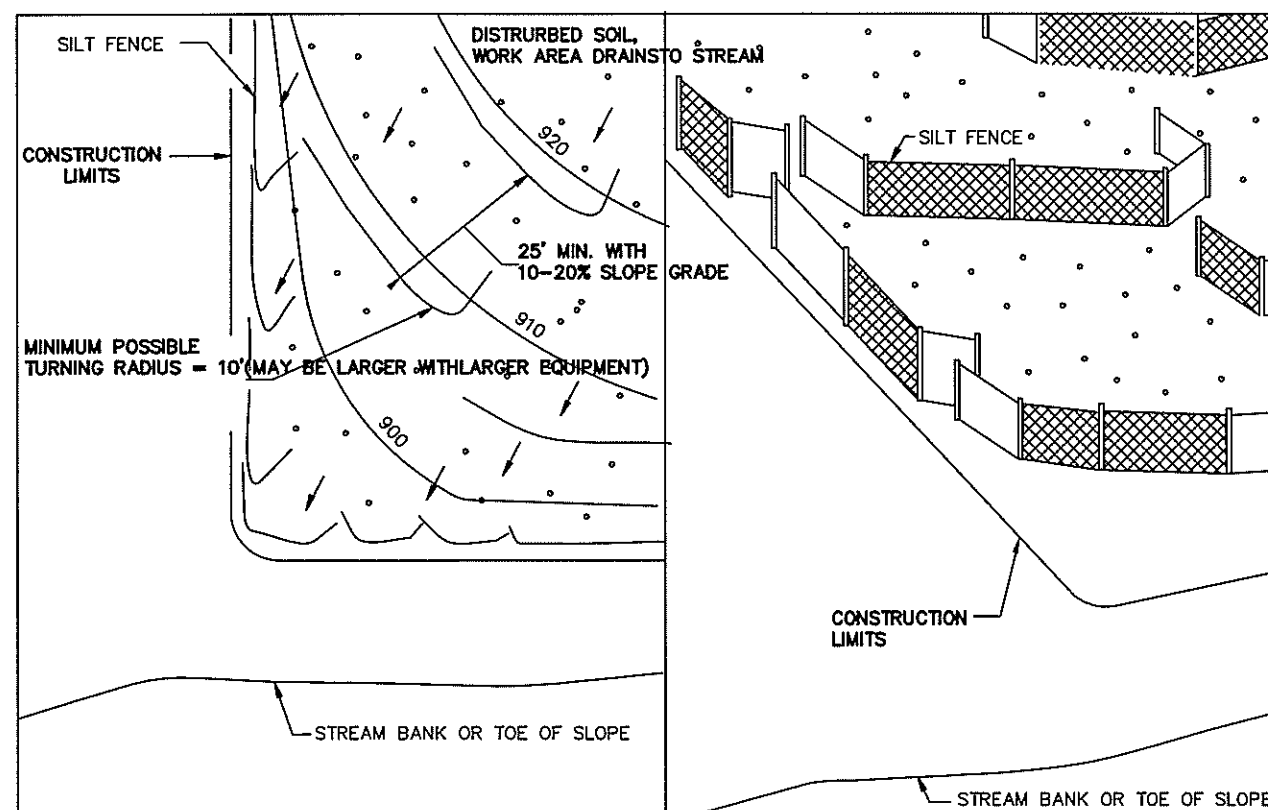 SILT FENCE
DISTRURBED SOIL,
WORK AREA DRAINSTO STREAM
CONSTRUCTION
LIMITS
920
25' MIN. WITH
10-20% SLOPE GRADE
910
MINIMUM POSSIBLE
TURNING RADIUS = 10'(MAY BE LARGER WITHLARGER EQUIPMENT)
900
STREAM BANK OR TOE OF SLOPE
SILT FENCE
CONSTRUCTION
LIMITS
STREAM BANK OR TOE OF SLOPE